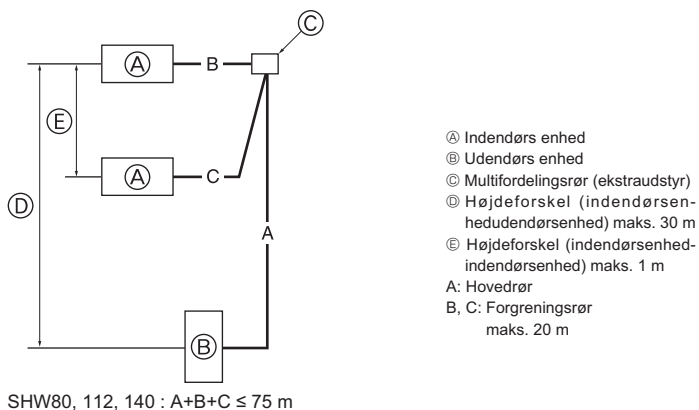 Ⓒ
Ⓐ B
Ⓔ
Ⓐ C
Ⓓ
A
Ⓑ
Ⓐ Indendørs enhed
Ⓑ Udendørs enhed
Ⓒ Multifordelingsrør (ekstraudstyr)
Ⓓ Højdeforskel (indendørsen-
hedudendørsenhed) maks. 30 m
Ⓔ Højdeforskel (indendørsenhed-
indendørsenhed) maks. 1 m
A: Hovedrør
B, C: Forgreningsrør
maks. 20 m
SHW80, 112, 140 : A+B+C ≤ 75 m